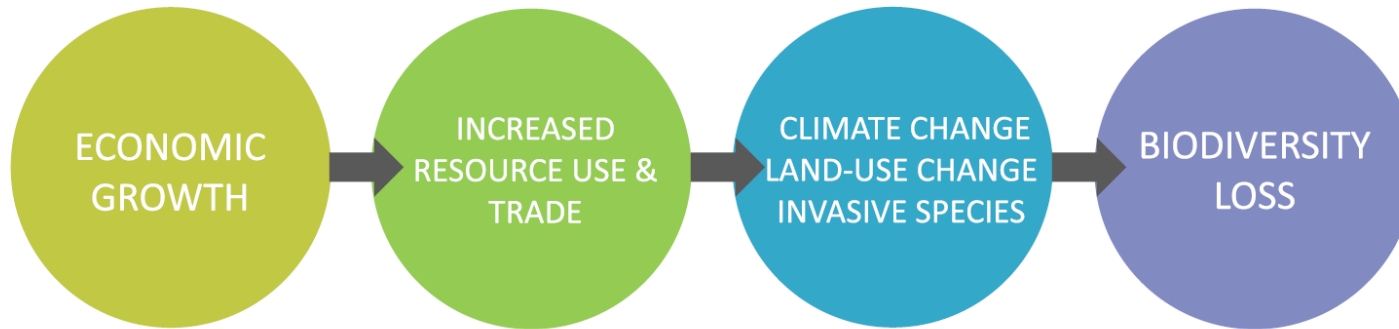 ECONOMIC
GROWTH
INCREASED
RESOURCE USE &
TRADE
CLIMATE CHANGE
LAND-USE CHANGE
INVASIVE SPECIES
BIODIVERSITY
LOSS